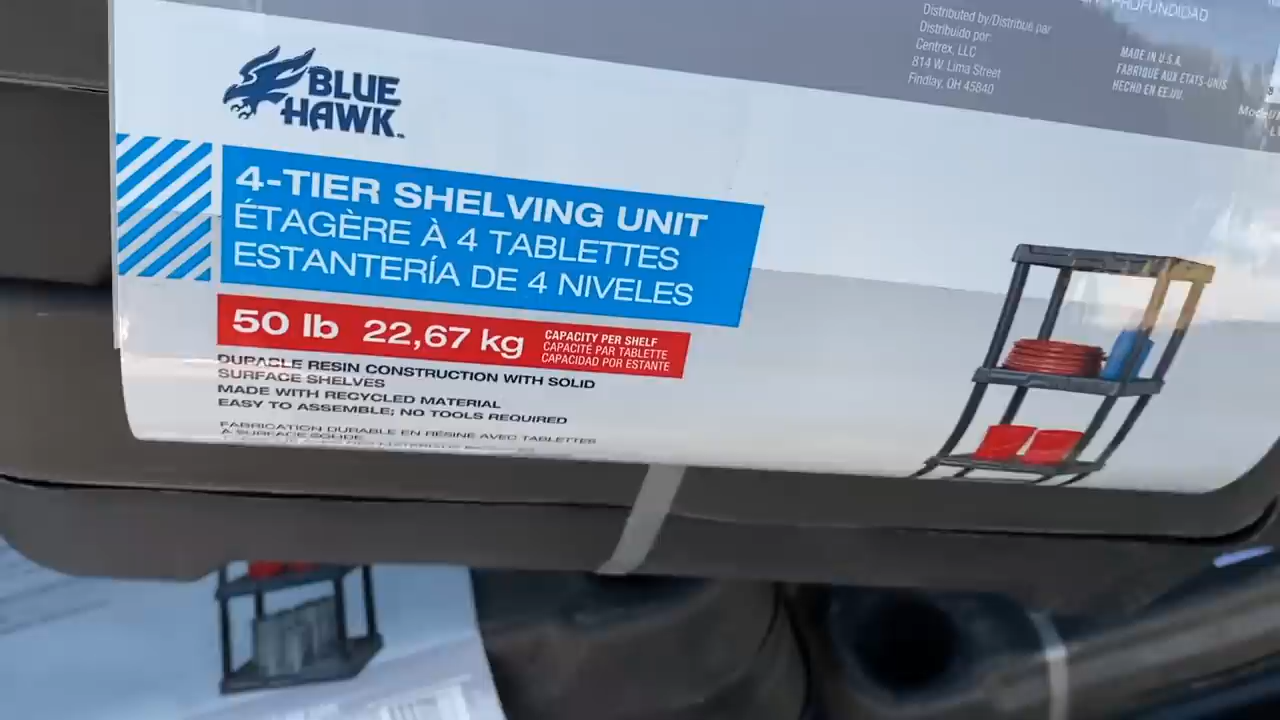 PROFUNDIDAD
Distributed by/Distribué par
Distribuido por:
Centrex, LLC
814 W. Lima Street
Findlay, OH 45840
MADE IN U.S.A.
FABRIQUÉ AUX ÉTATS-UNIS
HECHO EN EE.UU.
BLUE
HAWK™
4-TIER SHELVING UNIT
ÉTAGÈRE À 4 TABLETTES
ESTANTERÍA DE 4 NIVELES
50 lb 22,67 kg
CAPACITY PER SHELF
CAPACITÉ PAR TABLETTE
CAPACIDAD POR ESTANTE
DURABLE RESIN CONSTRUCTION WITH SOLID
SURFACE SHELVES
MADE WITH RECYCLED MATERIAL
EASY TO ASSEMBLE; NO TOOLS REQUIRED
FABRICATION DURABLE EN RÉSINE AVEC TABLETTES
À SURFACE SOLIDE